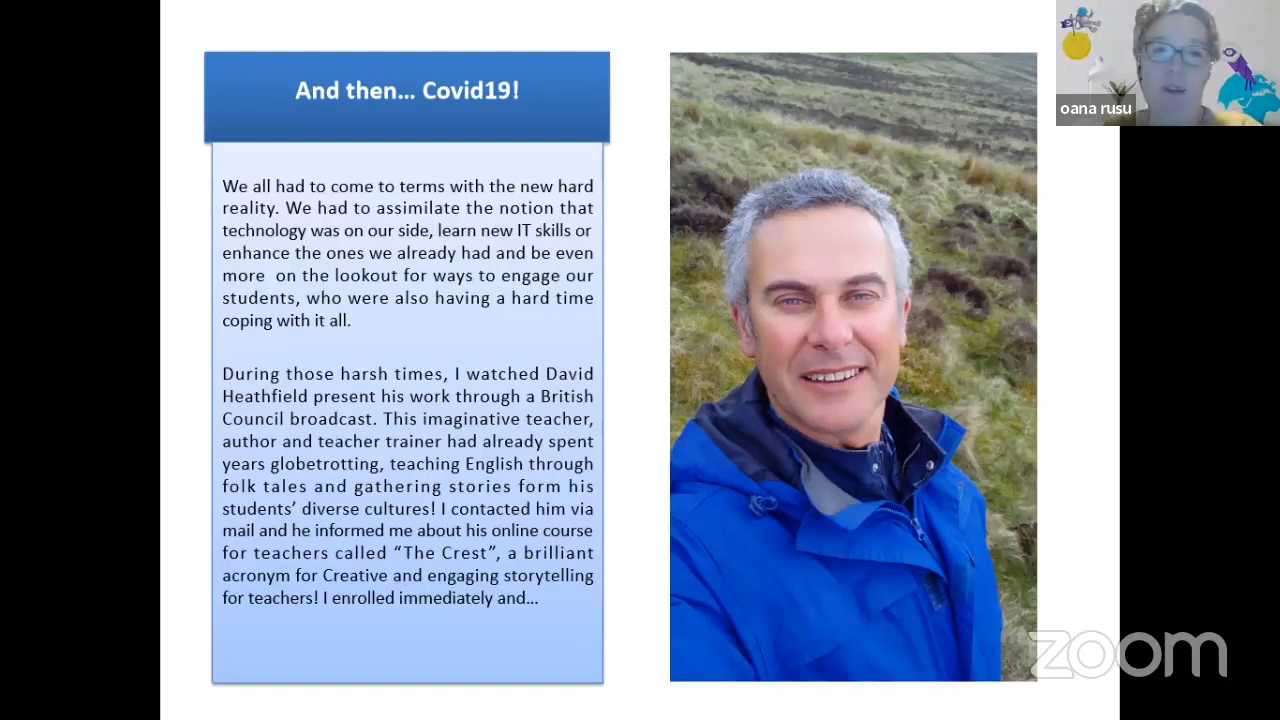 And then... Covid19!
We all had to come to terms with the new hard
reality. We had to assimilate the notion that
technology was on our side, learn new IT skills or
enhance the ones we already had and be even
more on the lookout for ways to engage our
students, who were also having a hard time
coping with it all.
During those harsh times, I watched David
Heathfield present his work through a British
Council broadcast. This imaginative teacher,
author and teacher trainer had already spent
years globetrotting, teaching English through
folk tales and gathering stories form his
students’ diverse cultures! I contacted him via
mail and he informed me about his online course
for teachers called “The Crest”, a brilliant
acronym for Creative and engaging storytelling
for teachers! I enrolled immediately and...
oana rusu
zoom